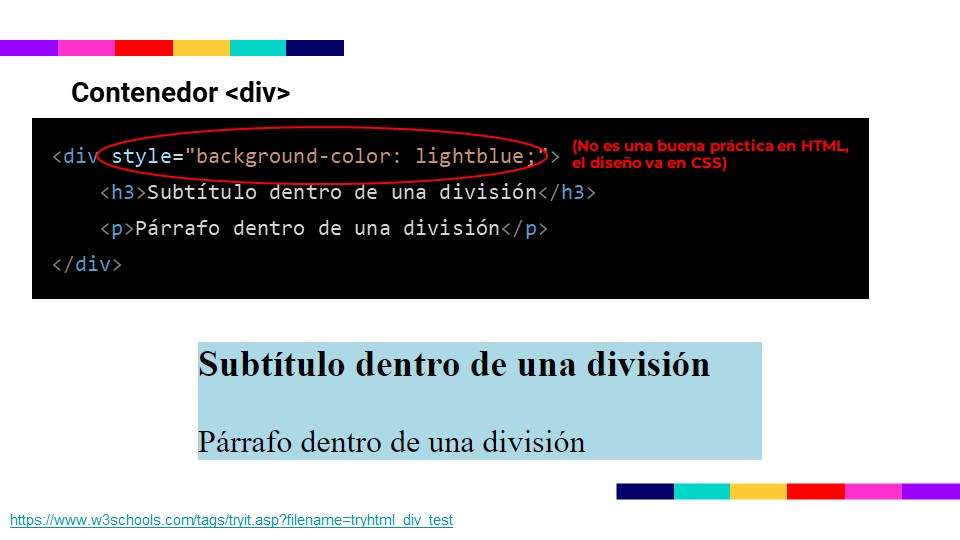 Contenedor <div>
<div style="background-color: lightblue;">
(No es una buena práctica en HTML,
el diseño va en CSS)
<h3>Subtítulo dentro de una división</h3>
<p>Párrafo dentro de una división</p>
</div>
Subtítulo dentro de una división
Párrafo dentro de una división
https://www.w3schools.com/tags/tryit.asp?filename=tryhtml_div_test